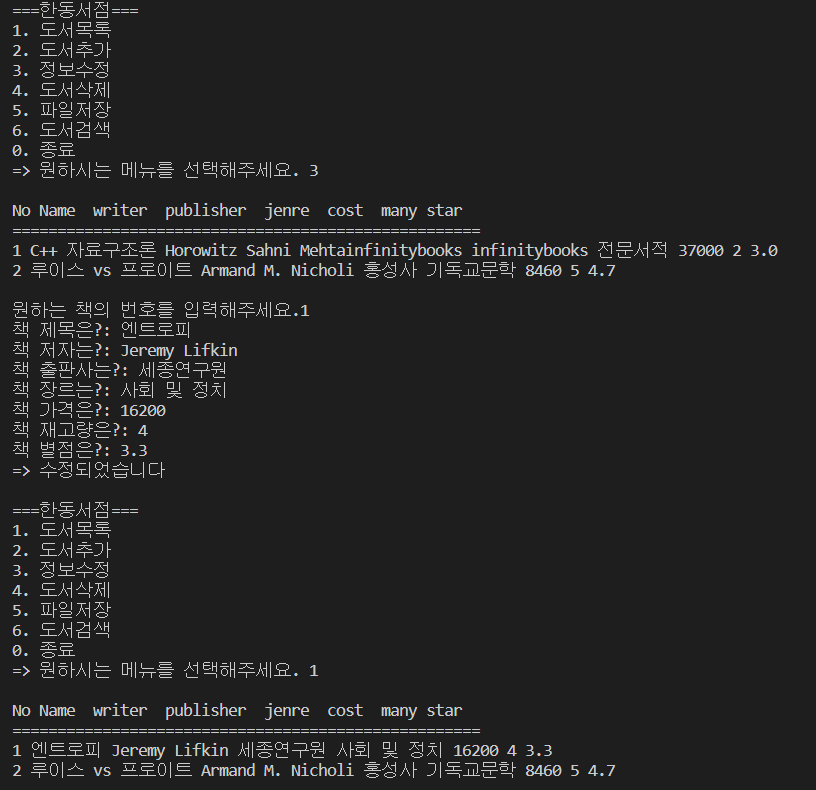 ===한동서점===
1. 도서목록
2. 도서추가
3. 정보수정
4. 도서삭제
5. 파일저장
6. 도서검색
0. 종료
=> 원하시는 메뉴를 선택해주세요. 3
No Name  writer  publisher  jenre  cost  many star
====================================================
1 C++ 자료구조론 Horowitz Sahni Mehtainfinitybooks infinitybooks 전문서적 37000 2 3.0
2 루이스 vs 프로이트 Armand M. Nicholi 홍성사 기독교문학 8460 5 4.7
원하는 책의 번호를 입력해주세요.1
책 제목은?: 엔트로피
책 저자는?: Jeremy Lifkin
책 출판사는?: 세종연구원
책 장르는?: 사회 및 정치
책 가격은?: 16200
책 재고량은?: 4
책 별점은?: 3.3
=> 수정되었습니다
===한동서점===
1. 도서목록
2. 도서추가
3. 정보수정
4. 도서삭제
5. 파일저장
6. 도서검색
0. 종료
=> 원하시는 메뉴를 선택해주세요. 1
No Name  writer  publisher  jenre  cost  many star
====================================================
1 엔트로피 Jeremy Lifkin 세종연구원 사회 및 정치 16200 4 3.3
2 루이스 vs 프로이트 Armand M. Nicholi 홍성사 기독교문학 8460 5 4.7